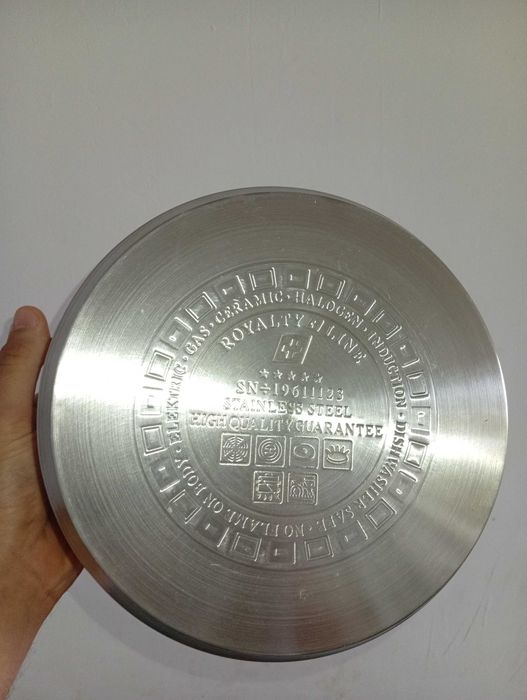 ELEKTRIC · GAS · CERAMIC · HALOGEN · INDUCTION · DISHWASHER SAFE · NO FLAME ON BODY ·
ROYALTY LINE
SN÷19611123
STAINLESS STEEL
HIGH QUALITY GUARANTEE